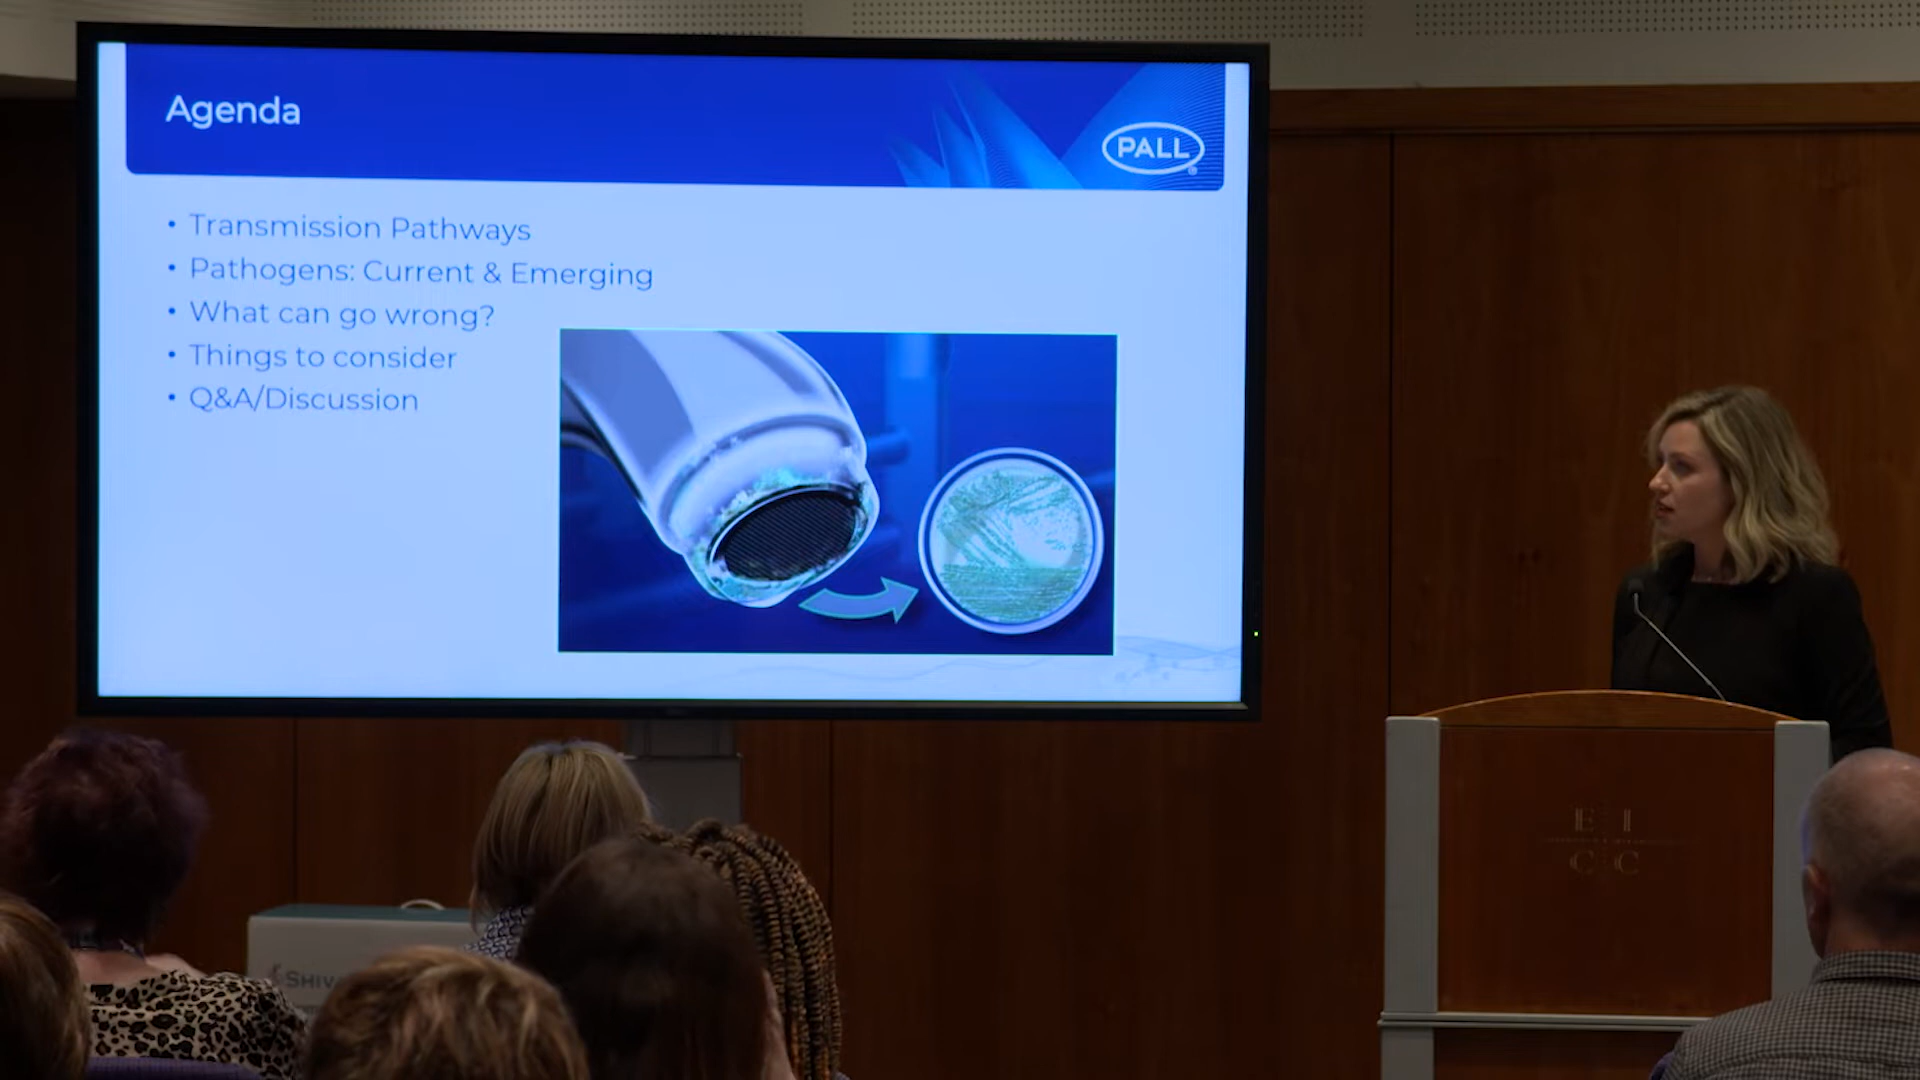 Agenda
PALL
• Transmission Pathways
• Pathogens: Current & Emerging
• What can go wrong?
• Things to consider
• Q&A/Discussion
E I
C C